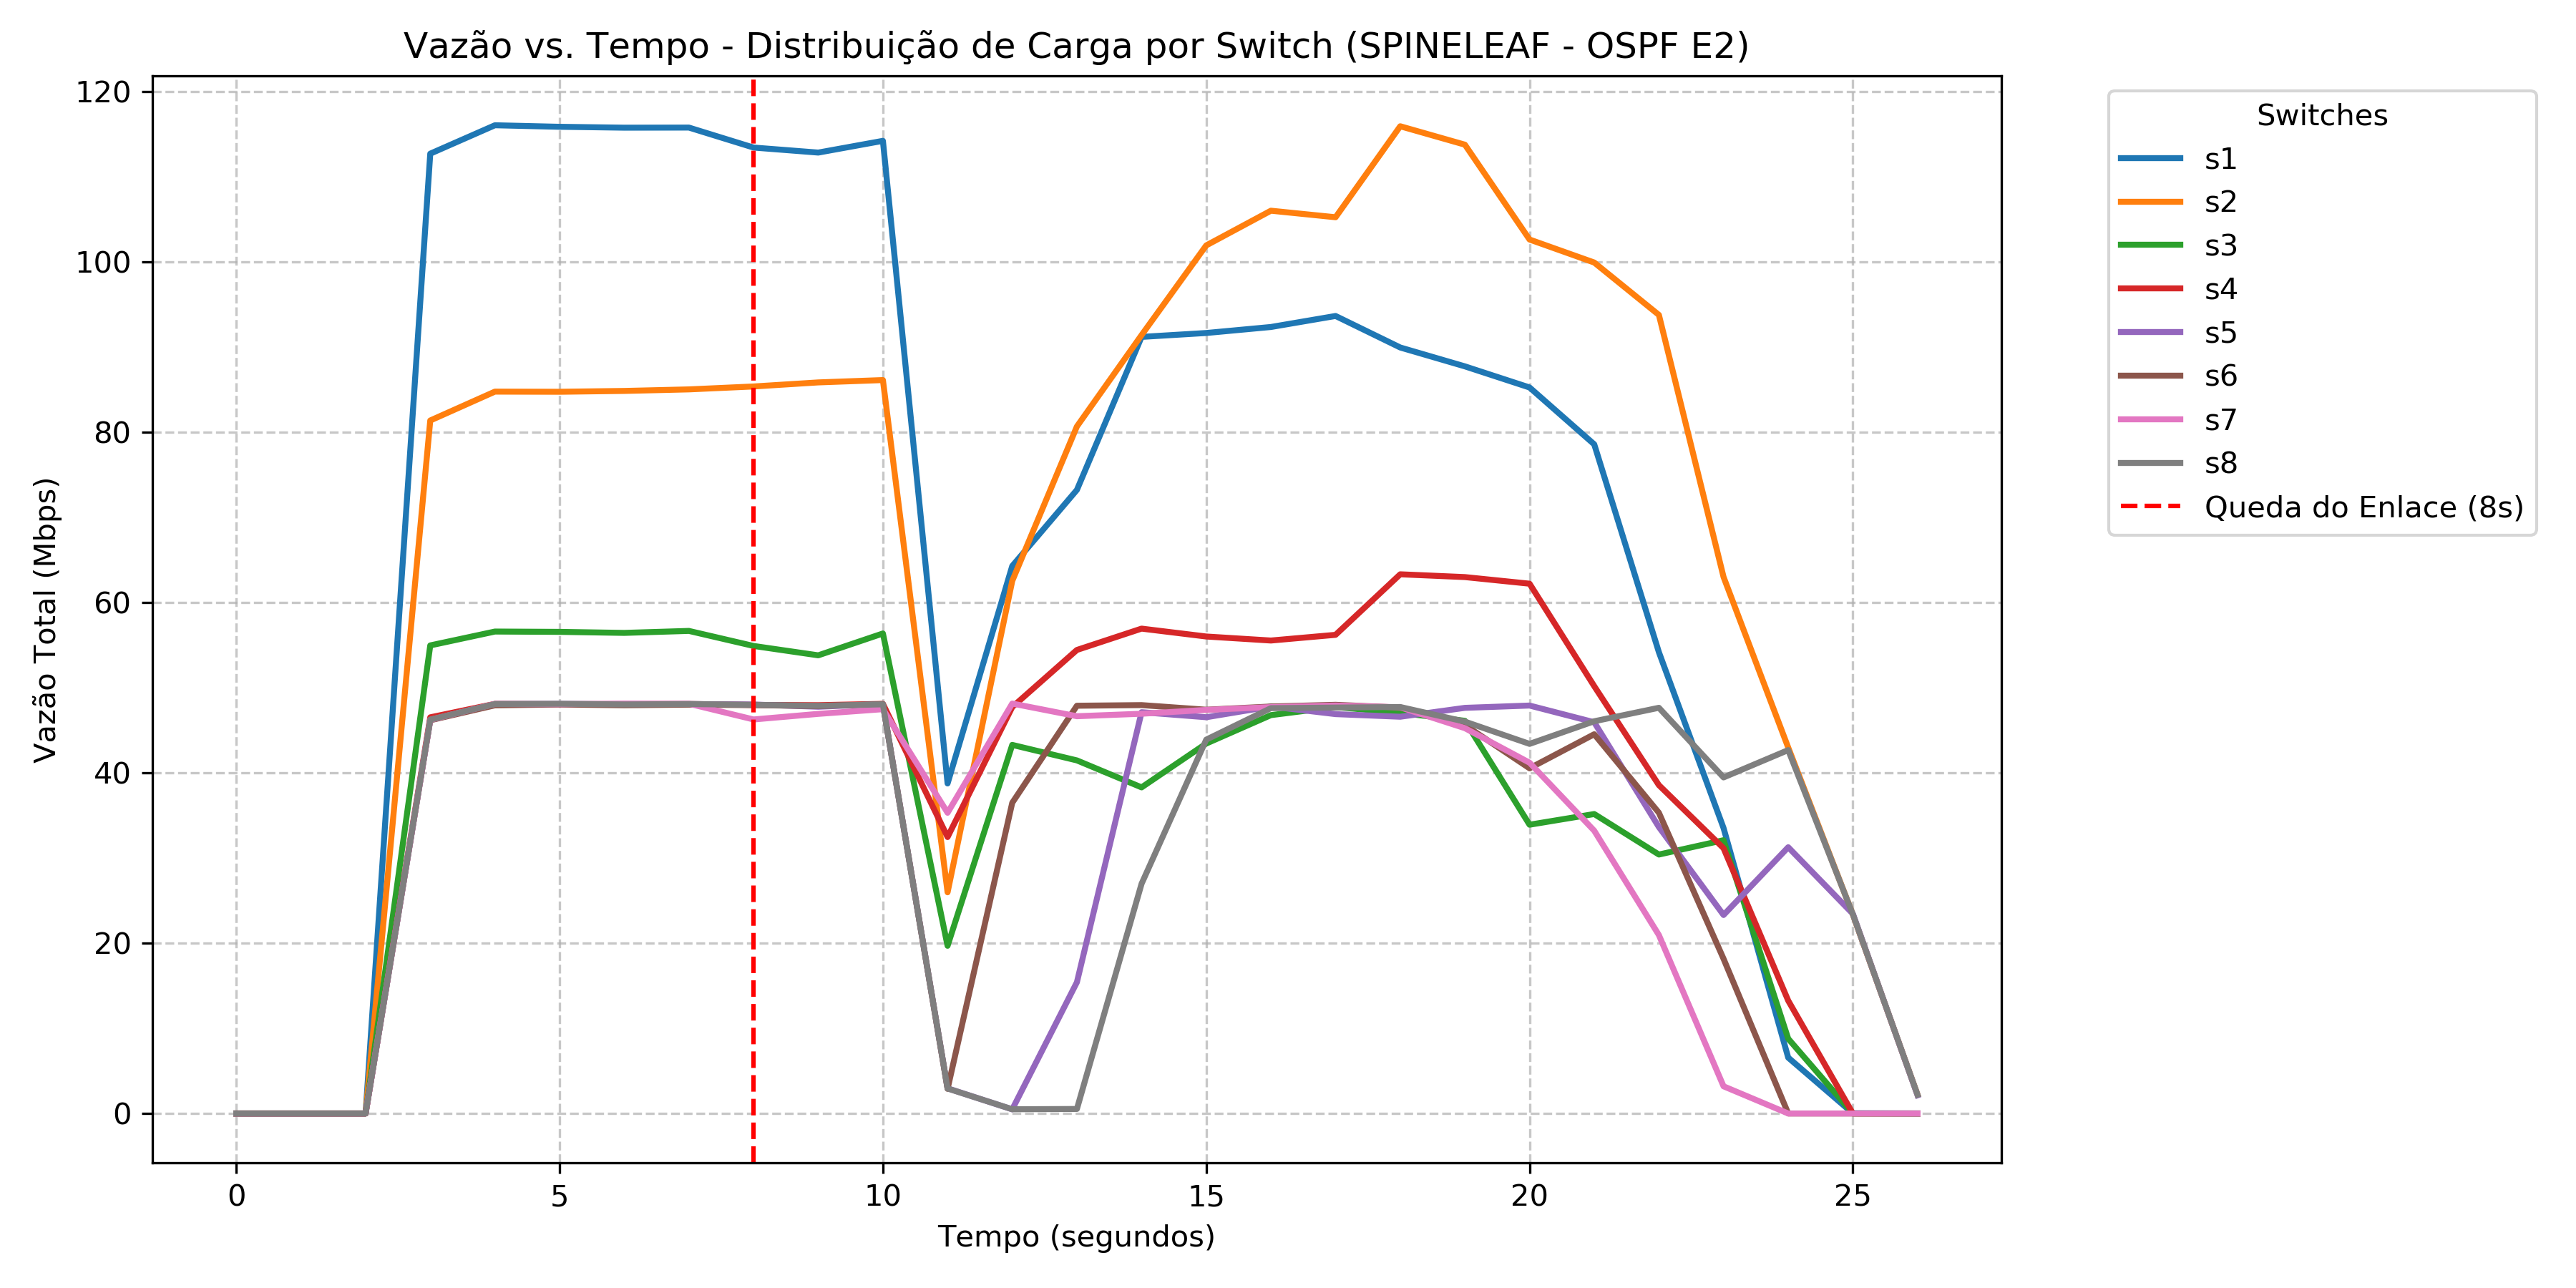 Vazão vs. Tempo - Distribuição de Carga por Switch (SPINELEAF - OSPF E2)
Vazão Total (Mbps)
120
100
80
60
40
20
0
0 5 10 15 20 25
Tempo (segundos)
Switches
s1
s2
s3
s4
s5
s6
s7
s8
Queda do Enlace (8s)